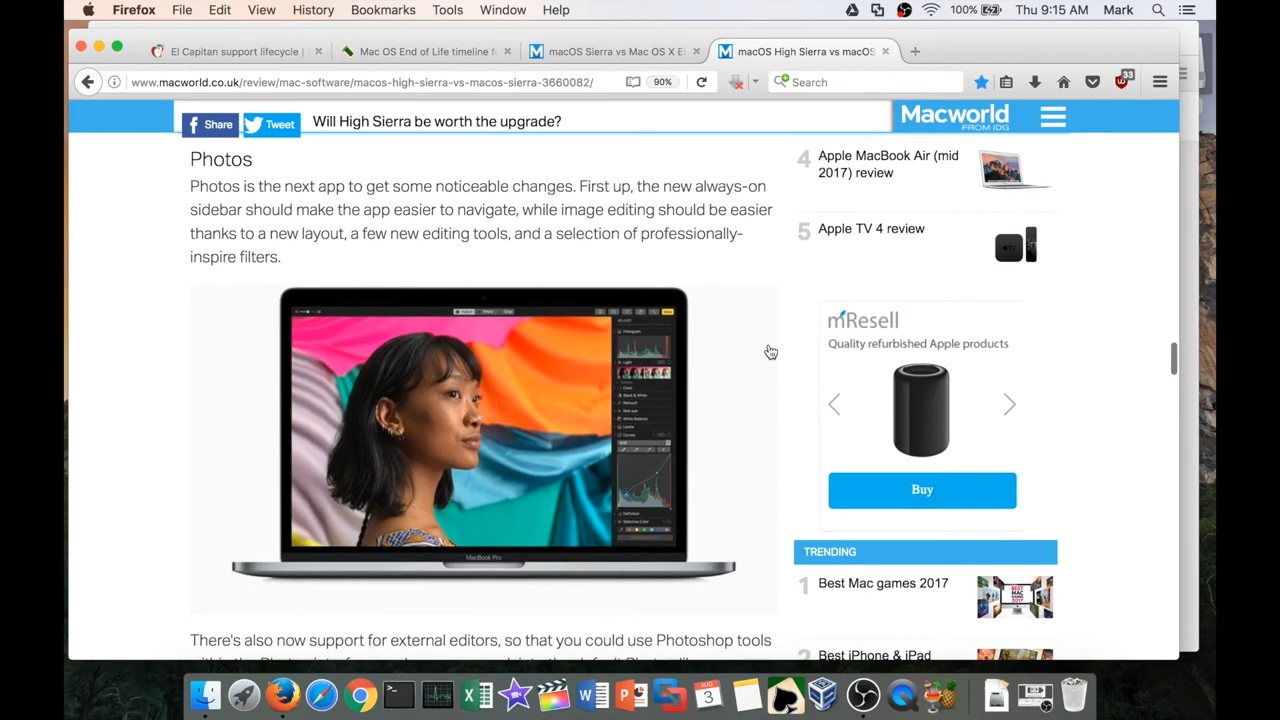 Firefox File Edit View History Bookmarks Tools Window Help 100% Thu 9:15 AM Mark
El Capitan support lifecycle
Mac OS End of Life timeline fo
macOS Sierra vs Mac OS X E
macOS High Sierra vs macOS
www.macworld.co.uk/review/mac-software/macos-high-sierra-vs-macos-sierra-3660082/ 90% Search 33
Share Tweet Will High Sierra be worth the upgrade? Macworld
FROM IDG
Photos
Photos is the next app to get some noticeable changes. First up, the new always-on
sidebar should make the app easier to navigate, while image editing should be easier
thanks to a new layout, a few new editing tools and a selection of professionally-
inspire filters.
MacBook Pro
There's also now support for external editors, so that you could use Photoshop tools
4 Apple MacBook Air (mid
2017) review
5 Apple TV 4 review
mResell
Quality refurbished Apple products
Buy
TRENDING
1 Best Mac games 2017
Best iPhone & iPad
AUG
3